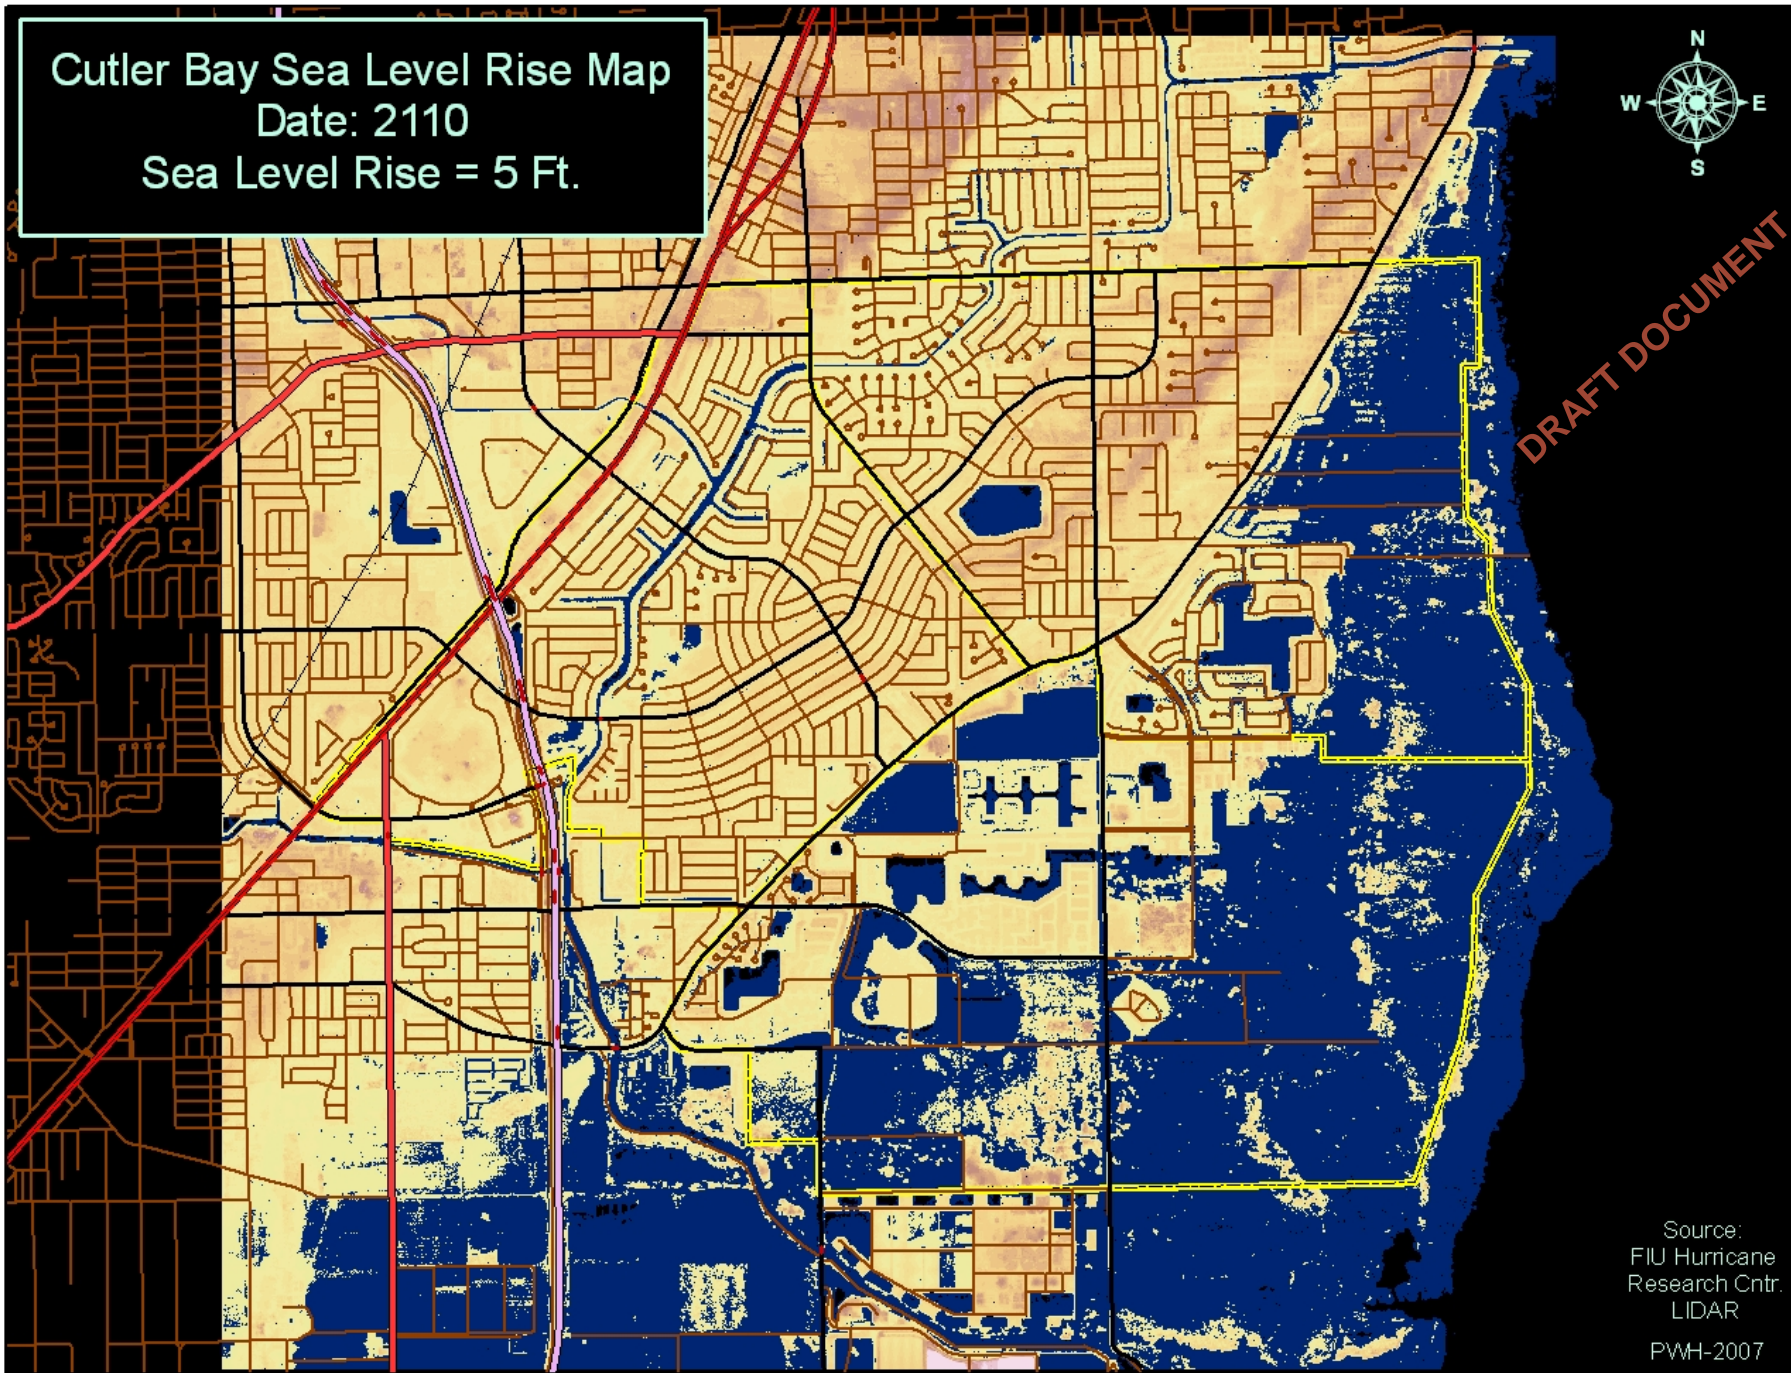 Cutler Bay Sea Level Rise Map
Date: 2110
Sea Level Rise = 5 Ft.
N
W E
S
DRAFT DOCUMENT
Source:
FIU Hurricane
Research Cntr.
LIDAR
PWH-2007